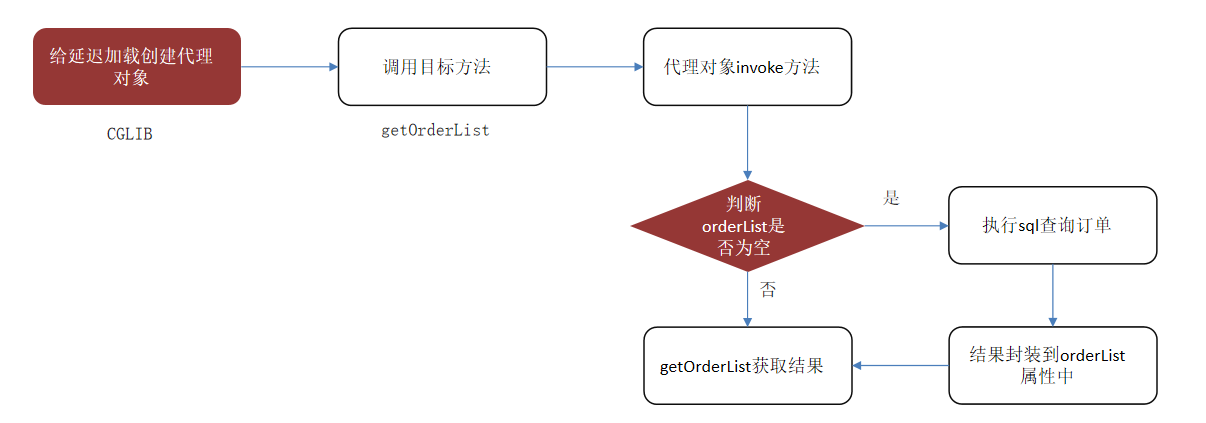 给延迟加载创建代理
对象
CGLIB
调用目标方法
getOrderList
代理对象invoke方法
判断
orderList是
否为空
是
否
执行sql查询订单
结果封装到orderList
属性中
getOrderList获取结果